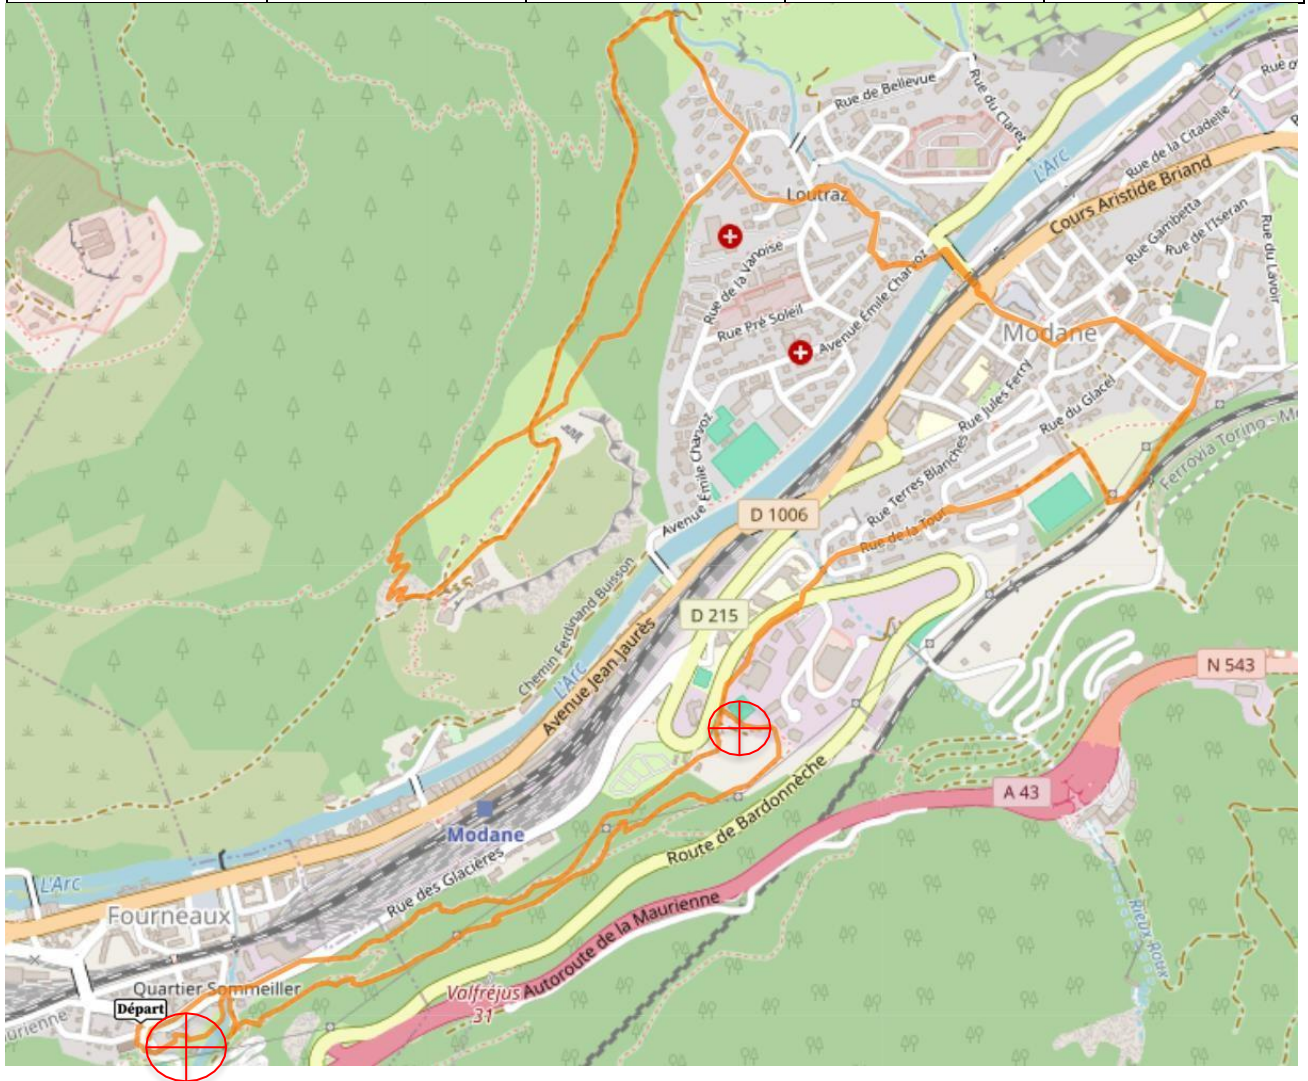 Rue de Bellevue
Rue du Claret
L'Arc
Rue de la Citadelle
Cours Aristide Briand
Loutraz
Rue Gambetta
Rue de l'Iseran
Rue du Lavoir
Rue de la Vanoise
Rue Pré Soleil
Avenue Émile Charvoz
Modane
Rue Jules Ferry
Rue du Glacel
Avenue Émile Charvoz
Rue Terres Blanches
Ferrovia Torino - Mo
D 1006
Rue de la Tour
Chemin Ferdinand Buisson
D 215
L'Arc
Avenue Jean Jaurès
N 543
A 43
Modane
Route de Bardonnèche
Rue des Glacières
L'Arc
Fourneaux
Autoroute de la Maurienne
Rieux Roux
Quartier Sommeiller
Valfréjus
31
Départ
urienne